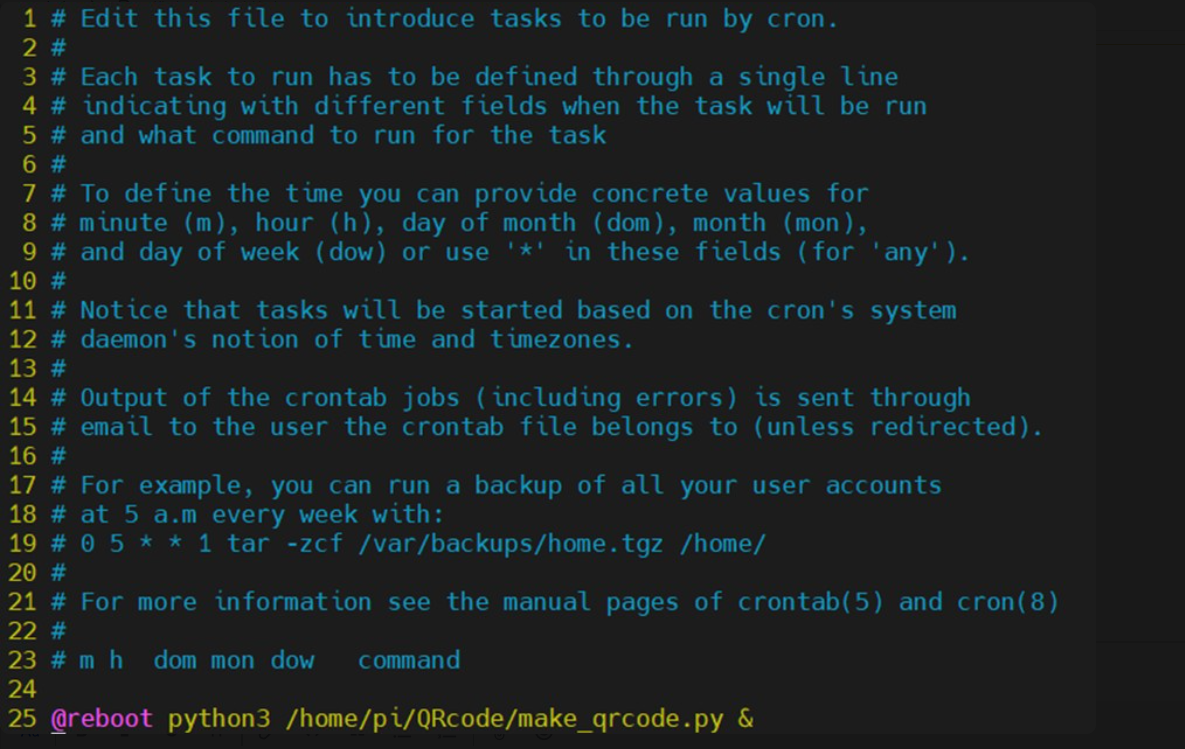 1 # Edit this file to introduce tasks to be run by cron.
2 #
3 # Each task to run has to be defined through a single line
4 # indicating with different fields when the task will be run
5 # and what command to run for the task
6 #
7 # To define the time you can provide concrete values for
8 # minute (m), hour (h), day of month (dom), month (mon),
9 # and day of week (dow) or use '*' in these fields (for 'any').
10 #
11 # Notice that tasks will be started based on the cron's system
12 # daemon's notion of time and timezones.
13 #
14 # Output of the crontab jobs (including errors) is sent through
15 # email to the user the crontab file belongs to (unless redirected).
16 #
17 # For example, you can run a backup of all your user accounts
18 # at 5 a.m every week with:
19 # 0 5 * * 1 tar -zcf /var/backups/home.tgz /home/
20 #
21 # For more information see the manual pages of crontab(5) and cron(8)
22 #
23 # m h  dom mon dow   command
24
25 @reboot python3 /home/pi/QRcode/make_qrcode.py &